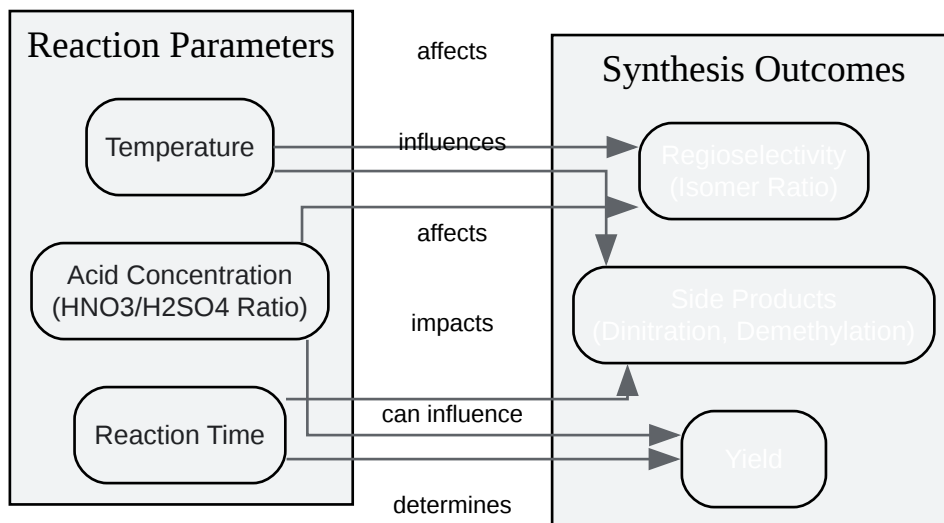 Reaction Parameters
Temperature
Acid Concentration
(HNO3/H2SO4 Ratio)
Reaction Time
affects
influences
affects
impacts
can influence
determines
Synthesis Outcomes
Regioselectivity
(Isomer Ratio)
Side Products
(Dinitration, Demethylation)
Yield